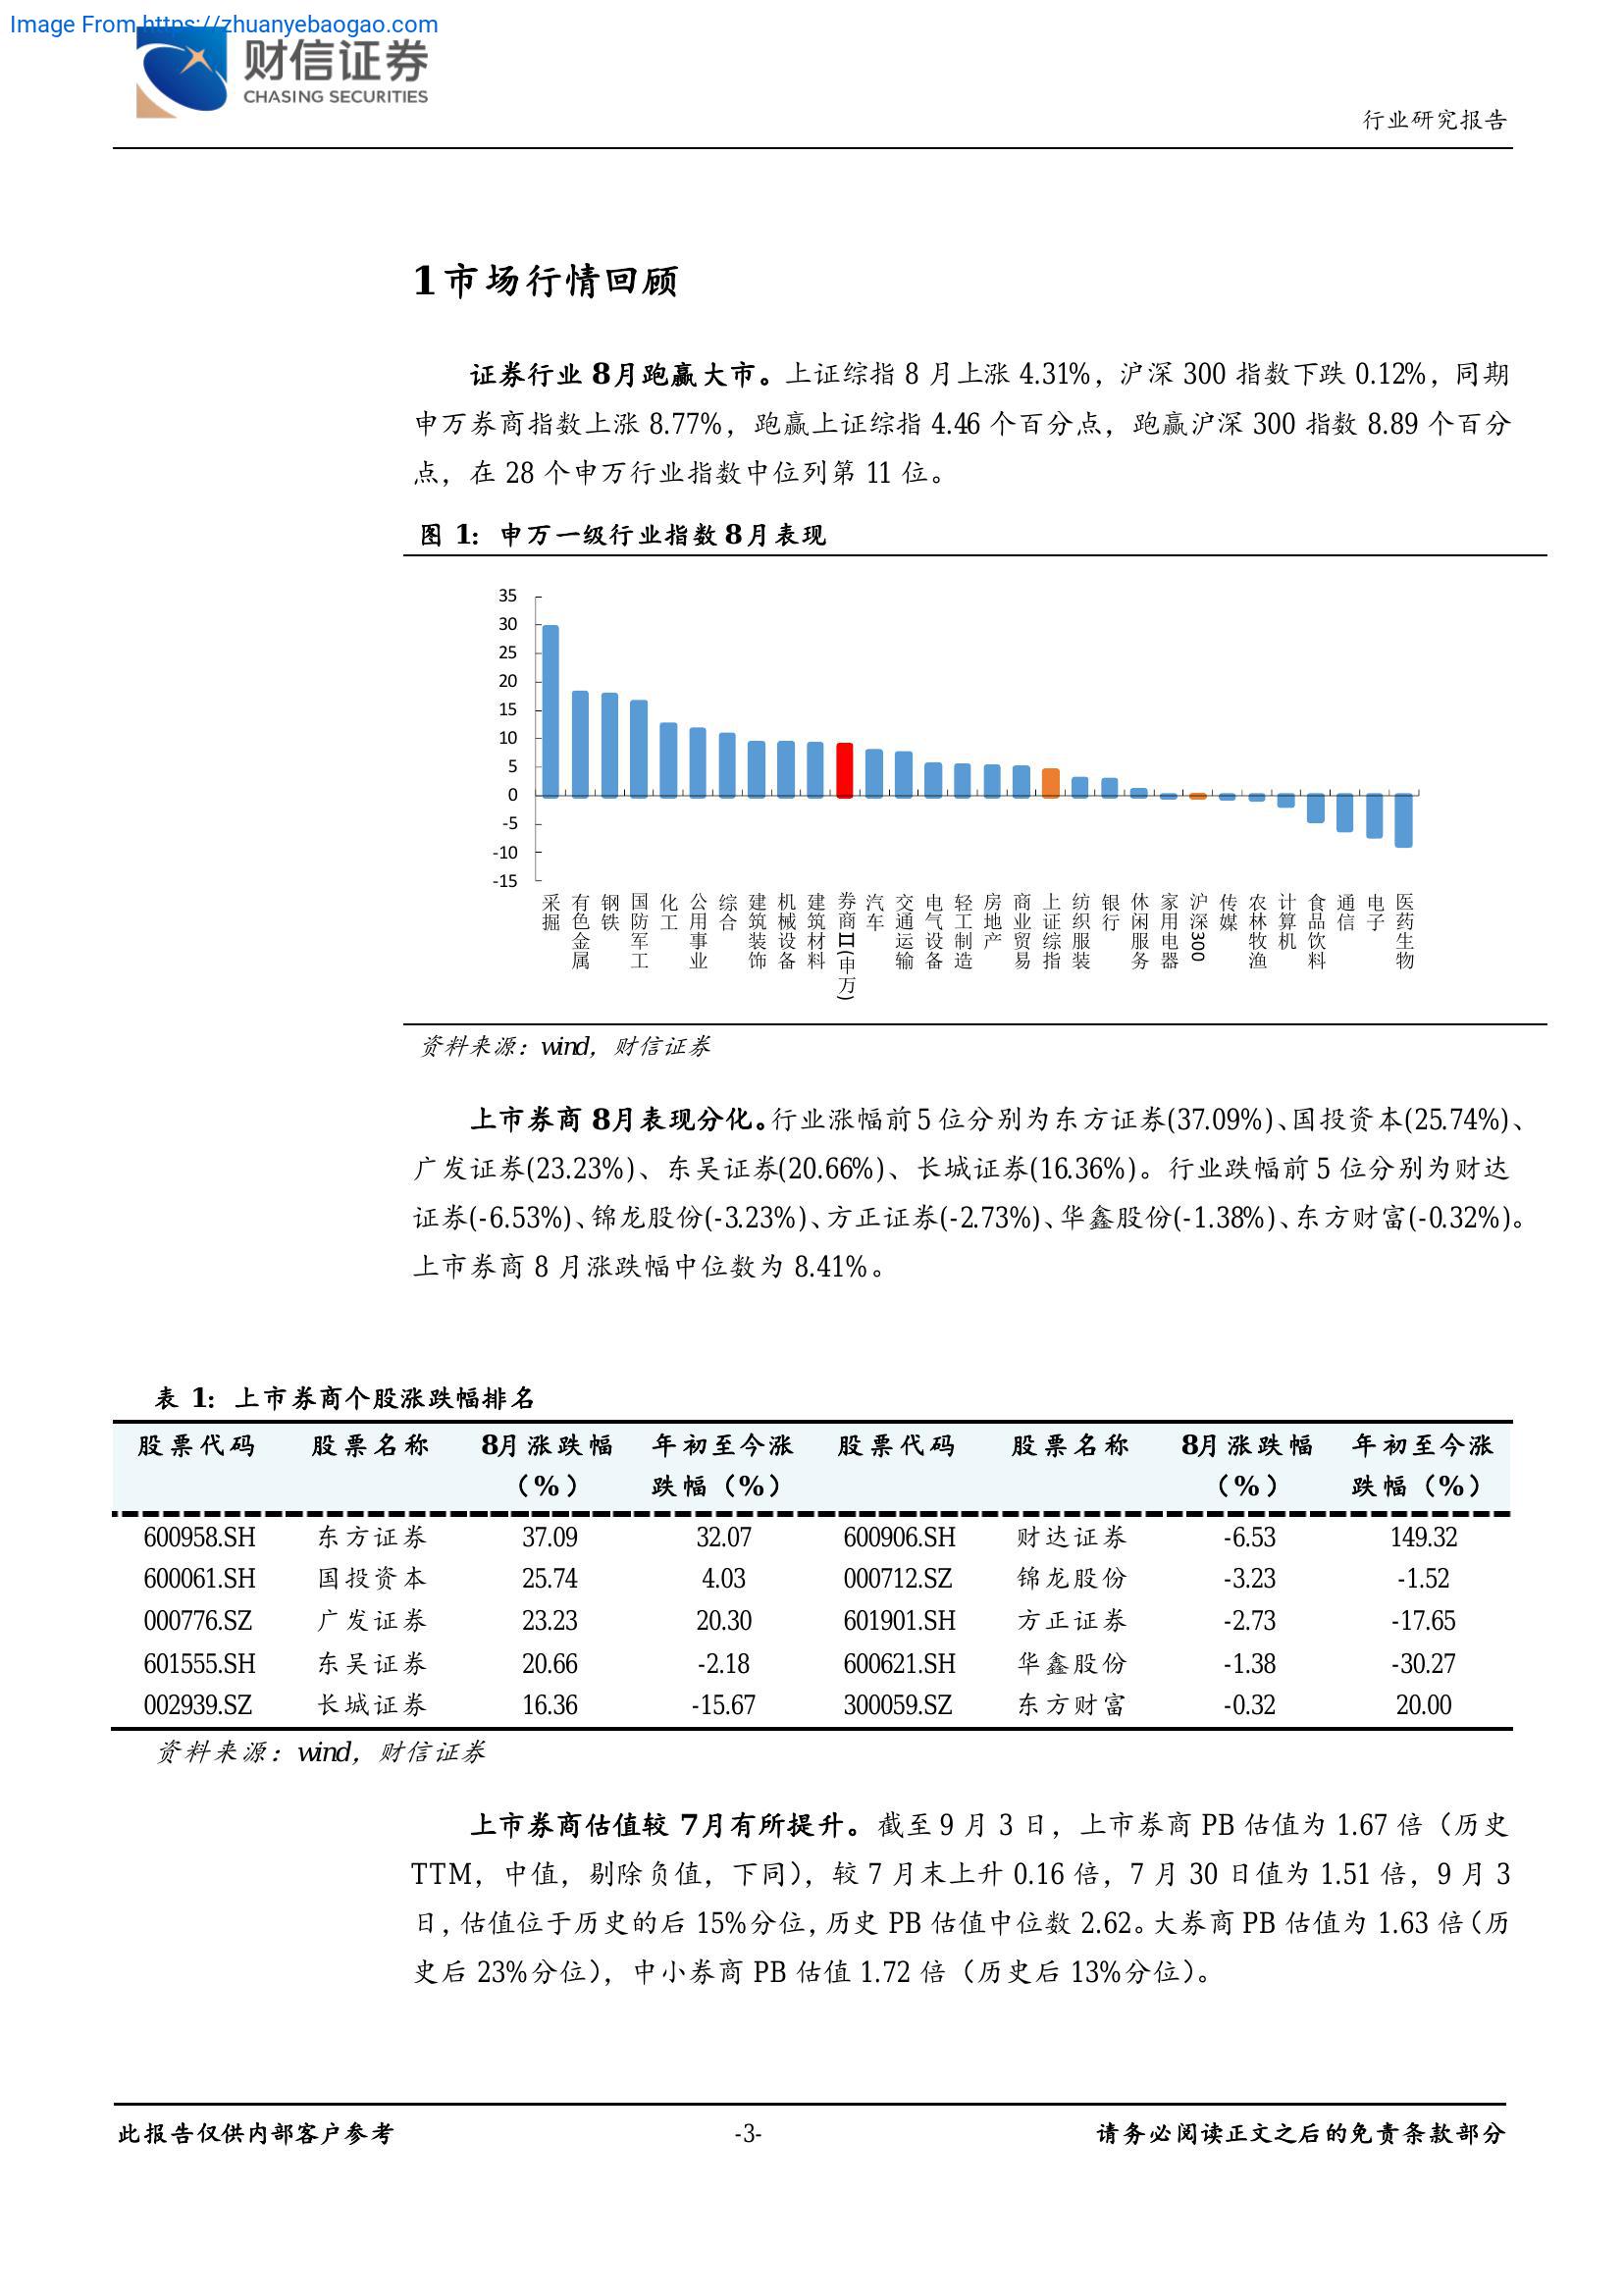 Image From https://zhuanyebaogao.com
财信证券
CHASING SECURITIES
行业研究报告
1市场行情回顾
证券行业 8月跑赢大市。上证综指 8 月上涨 4.31%，沪深 300 指数下跌 0.12%，同期
申万券商指数上涨 8.77%，跑赢上证综指 4.46 个百分点，跑赢沪深 300 指数 8.89 个百分
点，在 28 个申万行业指数中位列第 11 位。
图 1：申万一级行业指数 8月表现
35
30
25
20
15
10
5
0
-5
-10
-15
采掘
有色金属
钢铁
国防军工
化工
公用事业
综合
建筑装饰
机械设备
建筑材料
券商II(申万)
汽车
交通运输
电气设备
轻工制造
房地产
商业贸易
上证综指
纺织服装
银行
休闲服务
家用电器
沪深300
传媒
农林牧渔
计算机
食品饮料
通信
电子
医药生物
资料来源：wind，财信证券
上市券商 8月表现分化。行业涨幅前 5 位分别为东方证券(37.09%)、国投资本(25.74%)、
广发证券(23.23%)、东吴证券(20.66%)、长城证券(16.36%)。行业跌幅前 5 位分别为财达
证券(-6.53%)、锦龙股份(-3.23%)、方正证券(-2.73%)、华鑫股份(-1.38%)、东方财富(-0.32%)。
上市券商 8 月涨跌幅中位数为 8.41%。
表 1：上市券商个股涨跌幅排名
股票代码 股票名称 8月涨跌幅 年初至今涨 股票代码 股票名称 8月涨跌幅 年初至今涨
（%） 跌幅（%） （%） 跌幅（%）
600958.SH 东方证券 37.09 32.07 600906.SH 财达证券 -6.53 149.32
600061.SH 国投资本 25.74 4.03 000712.SZ 锦龙股份 -3.23 -1.52
000776.SZ 广发证券 23.23 20.30 601901.SH 方正证券 -2.73 -17.65
601555.SH 东吴证券 20.66 -2.18 600621.SH 华鑫股份 -1.38 -30.27
002939.SZ 长城证券 16.36 -15.67 300059.SZ 东方财富 -0.32 20.00
资料来源：wind，财信证券
上市券商估值较 7月有所提升。截至 9 月 3 日，上市券商 PB 估值为 1.67 倍（历史
TTM，中值，剔除负值，下同），较 7 月末上升 0.16 倍，7 月 30 日值为 1.51 倍，9 月 3
日，估值位于历史的后 15%分位，历史 PB 估值中位数 2.62。大券商 PB 估值为 1.63 倍（历
史后 23%分位），中小券商 PB 估值 1.72 倍（历史后 13%分位）。
此报告仅供内部客户参考 -3- 请务必阅读正文之后的免责条款部分